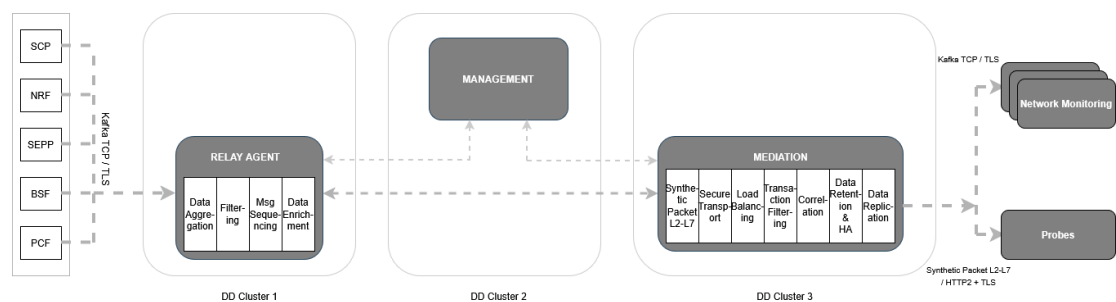 SCP
NRF
SEPP
BSF
PCF
Kafka TCP / TLS
RELAY AGENT
Data
Aggre-
gation
Filter-
ing
Msg
Seque-
ncing
Data
Enrich-
ment
DD Cluster 1
MANAGEMENT
DD Cluster 2
MEDIATION
Synthe-
tic
Packet
L2-L7
Secure
Transp-
ort
Load
Balanc-
ing
Transa-
ction
Filter-
ing
Correl-
ation
Data
Retent-
ion
&
HA
Data
Replic-
ation
DD Cluster 3
Kafka TCP / TLS
Network Monitoring
Probes
Synthetic Packet L2-L7
/ HTTP2 + TLS